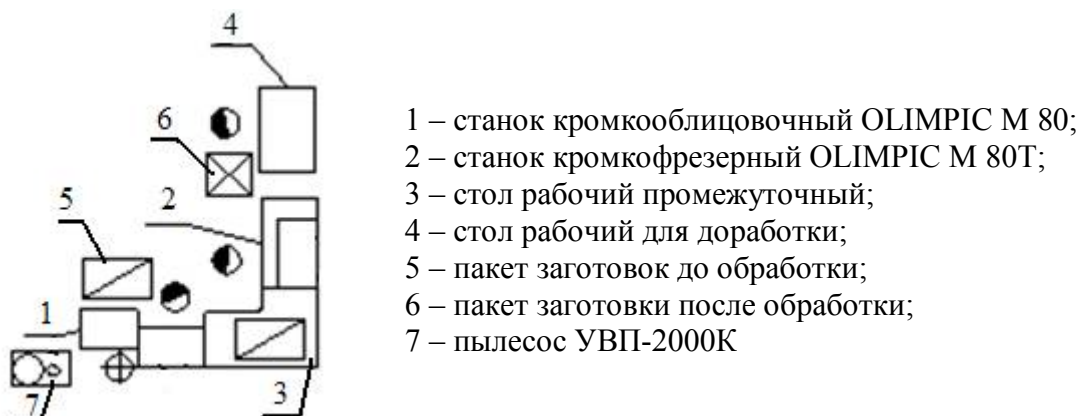 4
6
5
2
1
3
7
1 – станок кромкооблицовочный OLIMPIC M 80;
2 – станок кромкофрезерный OLIMPIC M 80T;
3 – стол рабочий промежуточный;
4 – стол рабочий для доработки;
5 – пакет заготовок до обработки;
6 – пакет заготовки после обработки;
7 – пылесос УВП-2000К